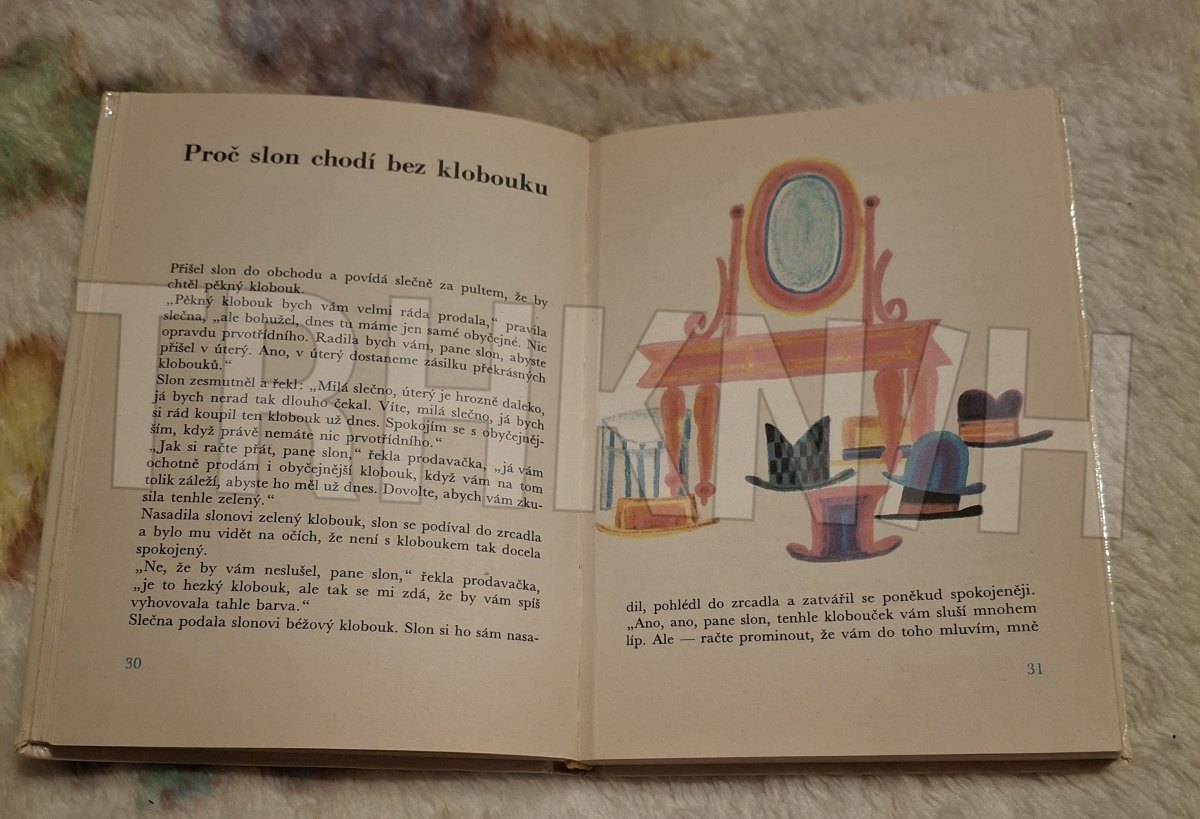 Proč slon chodí bez klobouku
Přišel slon do obchodu a povídá slečně za pultem, že by
chtěl pěkný klobouk.
„Pěkný klobouk bych vám velmi ráda prodala,“ pravila
slečna, „ale bohužel, dnes tu máme jen samé obyčejné. Nic
opravdu prvotřídního. Radila bych vám, pane slon, abyste
přišel v úterý. Ano, v úterý dostaneme zásilku překrásných
klobouků.“
Slon zesmutněl a řekl: „Milá slečno, úterý je hrozně daleko,
já bych nerad tak dlouho čekal. Víte, milá slečno, já bych
si rád koupil ten klobouk už dnes. Spokojím se s obyčejněj-
ším, když právě nemáte nic prvotřídního.“
„Jak si račte přát, pane slon,“ řekla prodavačka, „já vám
ochotně prodám i obyčejnější klobouk, když vám na tom
tolik záleží, abyste ho měl už dnes. Dovolte, abych vám zku-
sila tenhle zelený.“
Nasadila slonovi zelený klobouk, slon se podíval do zrcadla
a bylo mu vidět na očích, že není s kloboukem tak docela
spokojený.
„Ne, že by vám neslušel, pane slon,“ řekla prodavačka,
„je to hezký klobouk, ale tak se mi zdá, že by vám spíš
vyhovovala tahle barva.“
Slečna podala slonovi béžový klobouk. Slon si ho sám nasa-
30
dil, pohlédl do zrcadla a zatvářil se poněkud spokojeněji.
„Ano, ano, pane slon, tenhle klobouček vám sluší mnohem
líp. Ale — račte prominout, že vám do toho mluvím, mně
31
TRHKNIH